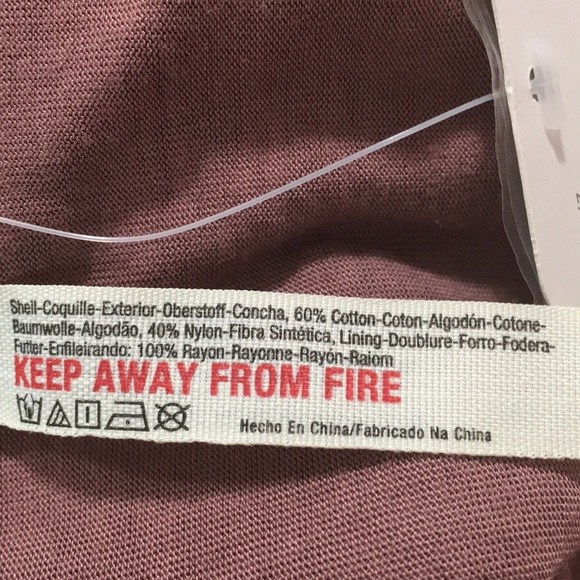 Shell-Coquille-Exterior-Oberstoff-Concha, 60% Cotton-Coton-Algodón-Cotone-
Baumwolle-Algodão, 40% Nylon-Fibra Sintética, Lining-Doublure-Forro-Fodera-
Futter-Enfileirando: 100% Rayon-Rayonne-Rayón-Raiom
KEEP AWAY FROM FIRE
Hecho En China/Fabricado Na China